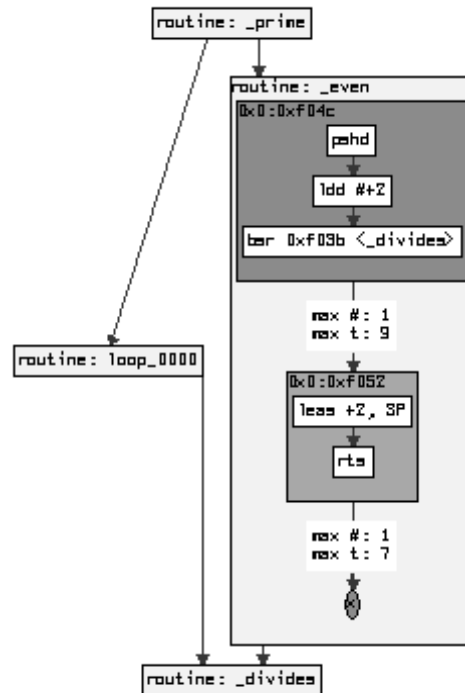 routine: _prime
routine: _even
0x0:0xf04c
pshd
ldd #+2
bsr 0xf03b <_divides>
max #: 1
max t: 9
routine: loop_0000
0x0:0xf052
leas +2, SP
rts
max #: 1
max t: 7
x
routine: _divides